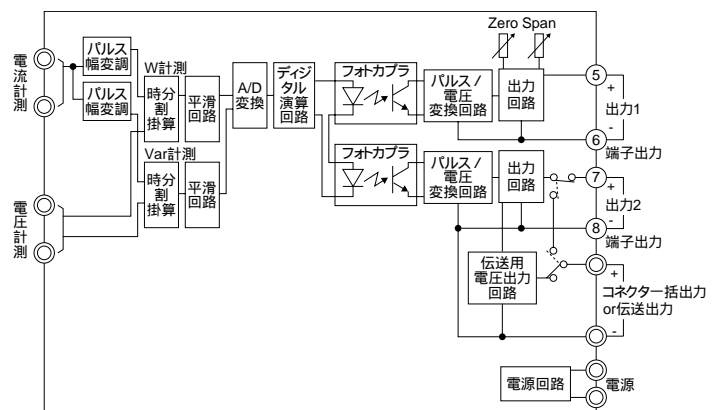 Zero Span
電流計測
パルス
幅変調
パルス
幅変調
W計測
時分割
掛算
平滑
回路
A/D
変換
ディジ
タル
演算
回路
フォトカプラ
パルス/
電圧
変換回路
出力
回路
5
+
出力1
-
6
端子出力
Var計測
時分割
掛算
平滑
回路
フォトカプラ
パルス/
電圧
変換回路
出力
回路
7
+
出力2
-
8
端子出力
電圧計測
伝送用
電圧出力
回路
+
コネクター括出力
or伝送出力
-
電源回路
電源